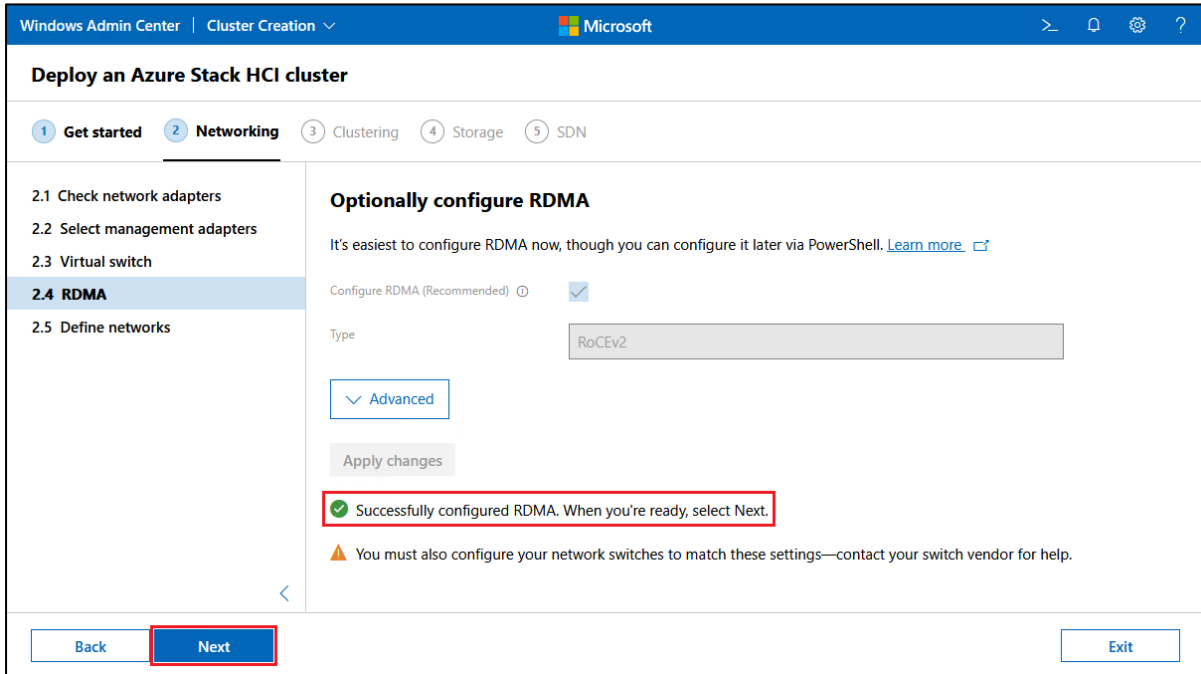 Windows Admin Center | Cluster Creation
Microsoft
Deploy an Azure Stack HCI cluster
1 Get started 2 Networking 3 Clustering 4 Storage 5 SDN
2.1 Check network adapters
2.2 Select management adapters
2.3 Virtual switch
2.4 RDMA
2.5 Define networks
Optionally configure RDMA
It's easiest to configure RDMA now, though you can configure it later via PowerShell. Learn more
Configure RDMA (Recommended)
Type RoCEv2
Advanced
Apply changes
Successfully configured RDMA. When you're ready, select Next.
You must also configure your network switches to match these settings—contact your switch vendor for help.
Back Next Exit